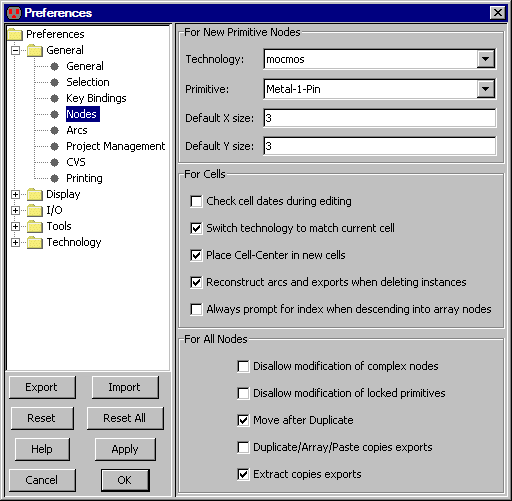 Preferences
Preferences
General
General
Selection
Key Bindings
Nodes
Arcs
Project Management
CVS
Printing
Display
I/O
Tools
Technology
Export Import
Reset Reset All
Help Apply
Cancel OK
For New Primitive Nodes
Technology: mocmos
Primitive: Metal-1-Pin
Default X size: 3
Default Y size: 3
For Cells
Check cell dates during editing
Switch technology to match current cell
Place Cell-Center in new cells
Reconstruct arcs and exports when deleting instances
Always prompt for index when descending into array nodes
For All Nodes
Disallow modification of complex nodes
Disallow modification of locked primitives
Move after Duplicate
Duplicate/Array/Paste copies exports
Extract copies exports